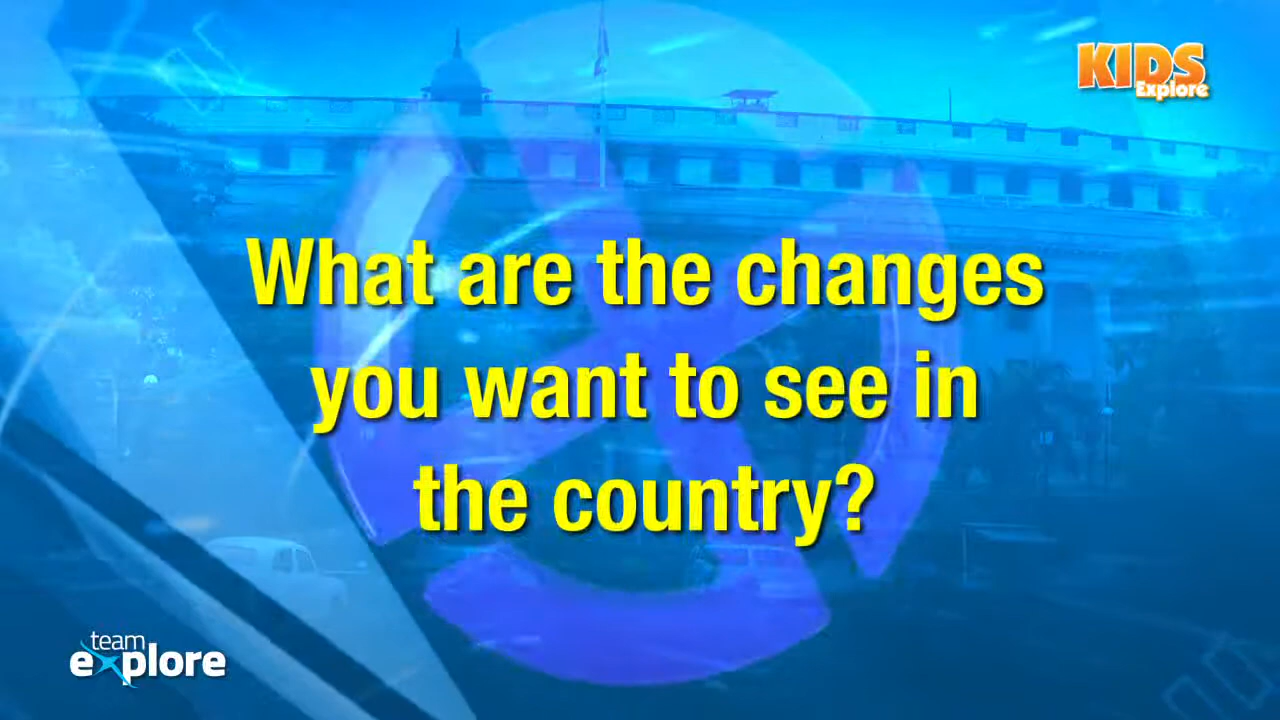 KIDS
Explore
What are the changes
you want to see in
the country?
team
explore